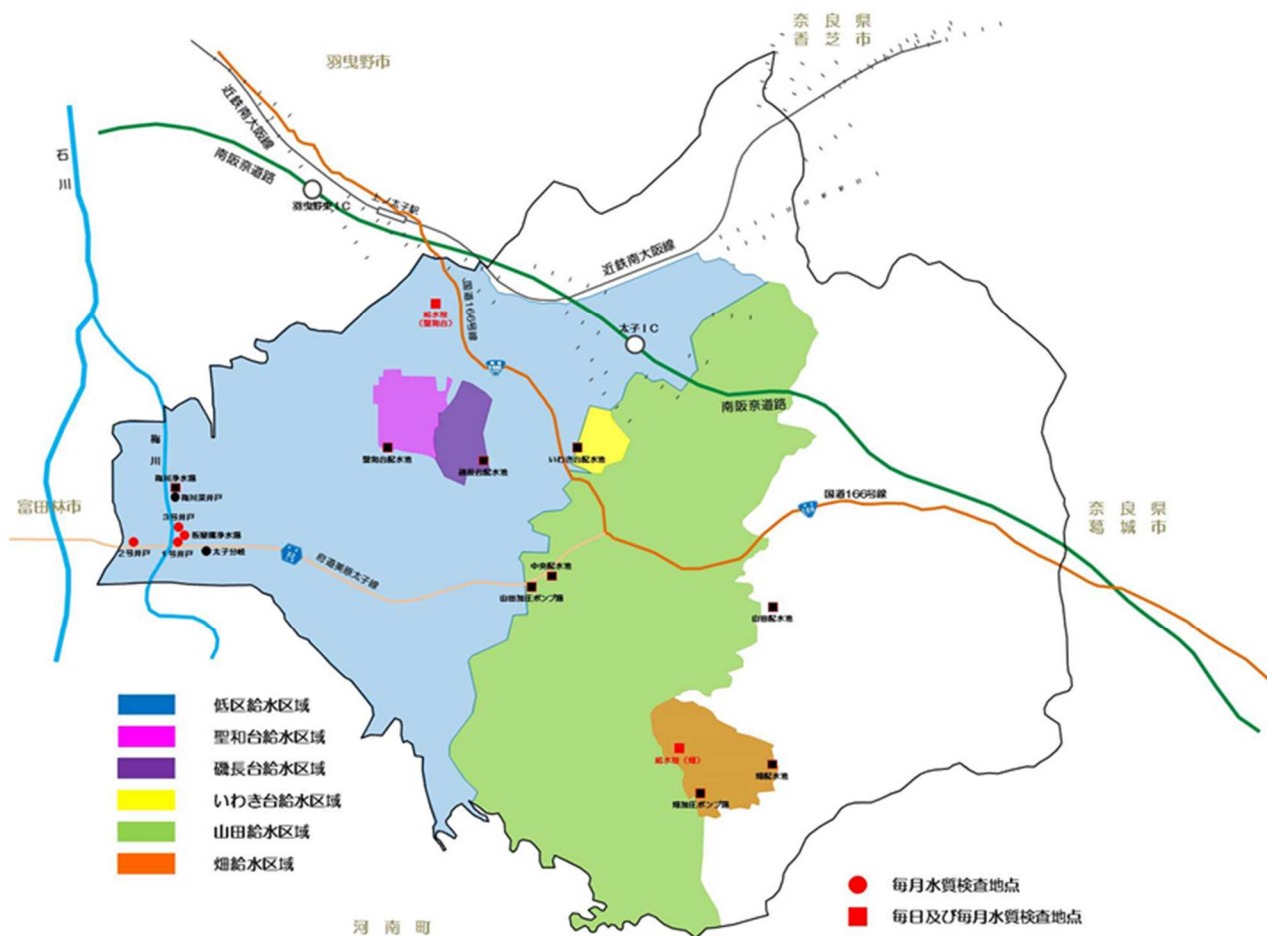 奈良県
香芝市
羽曳野市
近鉄南大阪線
石川
南阪奈道路
羽曳野東IC
上ノ太子駅
近鉄南大阪線
国道166号線
給水栓
(聖和台)
太子IC
南阪奈道路
梅川
聖和台配水池
磯長台配水池
いわき台配水池
梅川浄水場
梅川深井戸
富田林市
国道166号線
奈良県
葛城市
3号井戸
板屋橋浄水場
2号井戸
1号井戸
太子分岐
府道美原太子線
中央配水池
山田加圧ポンプ場
山田配水池
低区給水区域
聖和台給水区域
磯長台給水区域
いわき台給水区域
山田給水区域
畑給水区域
給水栓(畑)
畑配水池
畑加圧ポンプ場
毎月水質検査地点
毎日及び毎月水質検査地点
河南町